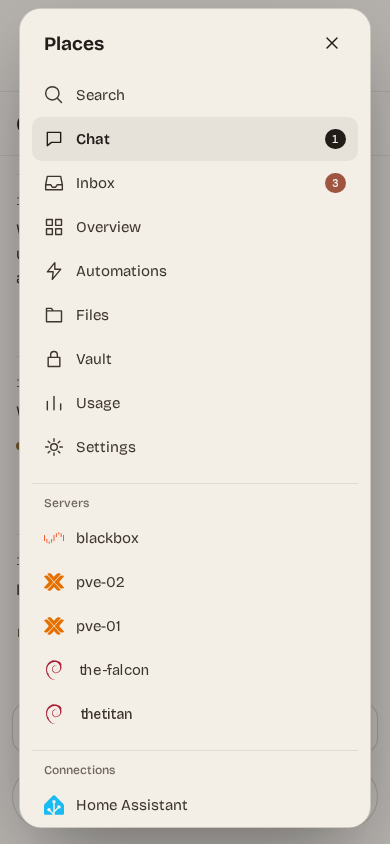 Places
Search
Chat 1
Inbox 3
Overview
Automations
Files
Vault
Usage
Settings
Servers
blackbox
pve-02
pve-01
the-falcon
thetitan
Connections
Home Assistant